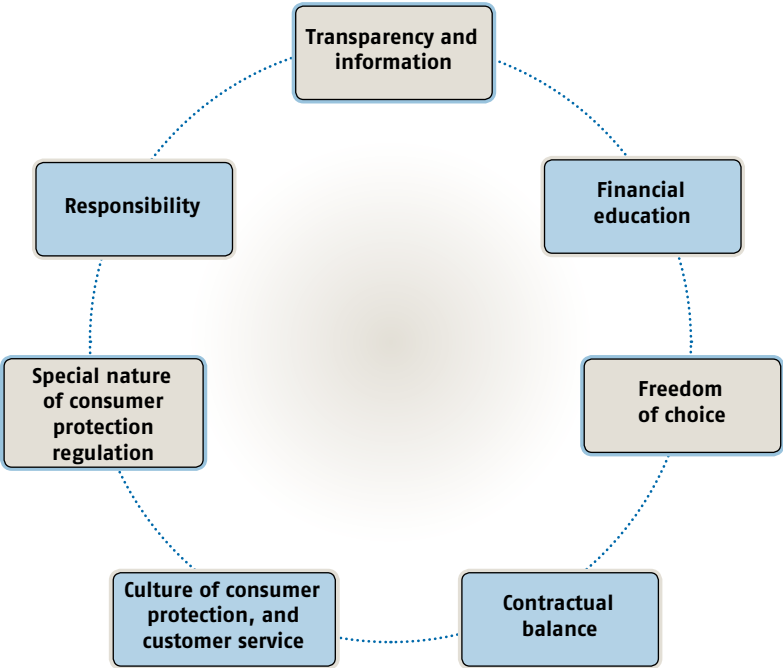 Transparency and
information
Financial
education
Freedom
of choice
Contractual
balance
Culture of consumer
protection, and
customer service
Special nature
of consumer
protection
regulation
Responsibility